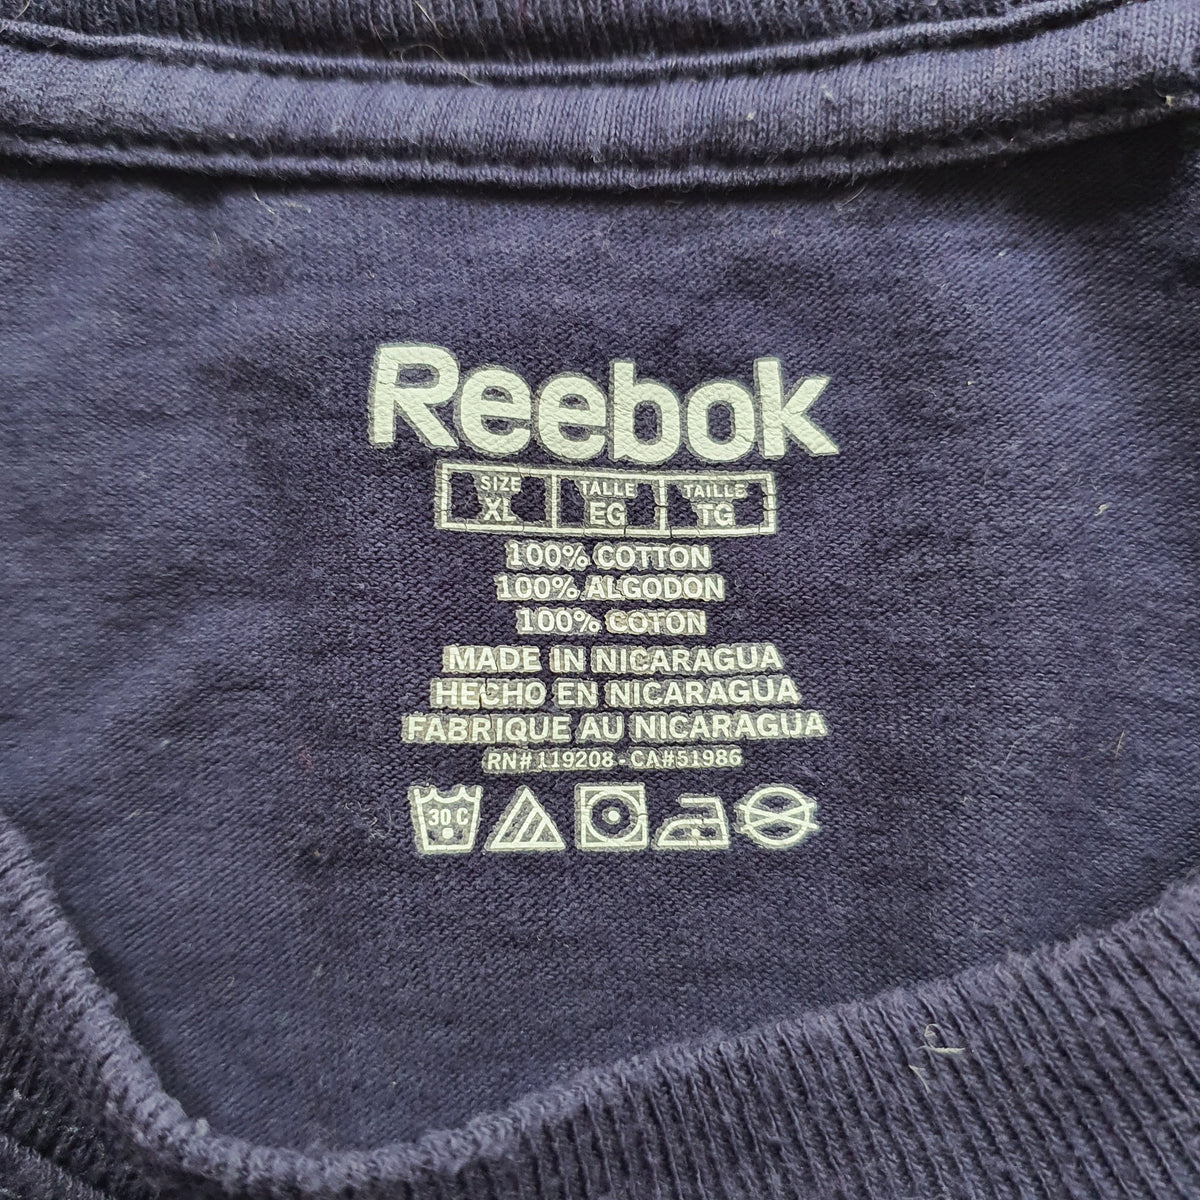 Reebok
SIZE TALLE TAILLE
XL EG TG
100% COTTON
100% ALGODON
100% COTON
MADE IN NICARAGUA
HECHO EN NICARAGUA
FABRIQUE AU NICARAGUA
RN# 119208 - CA#51986
30 C